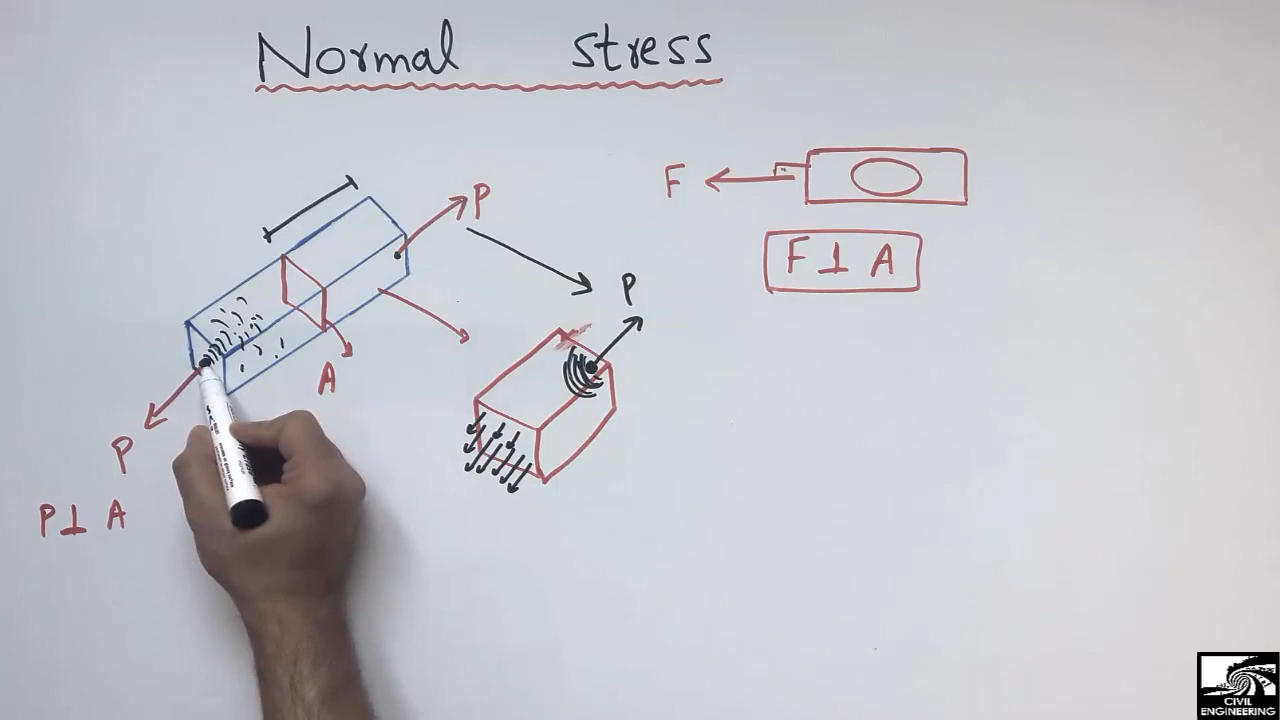 Normal stress
F
P
F ⊥ A
P
A
P
P ⊥ A
CIVIL
ENGINEERING